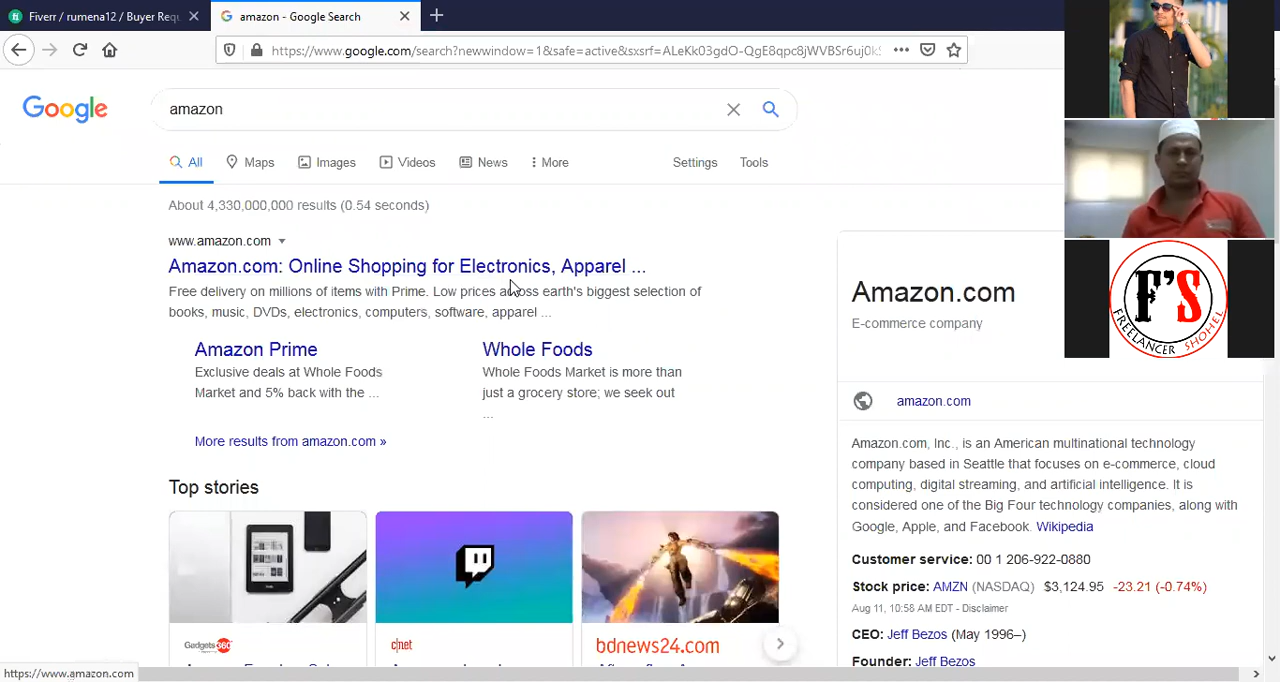 Fiverr / rumena12 / Buyer Requ
amazon - Google Search
https://www.google.com/search?newwindow=1&safe=active&sxsrf=ALeKk03gdO-QgE8qpc8jWVBSr6uj0k
Google
amazon
All
Maps
Images
Videos
News
More
Settings
Tools
About 4,330,000,000 results (0.54 seconds)
www.amazon.com
Amazon.com: Online Shopping for Electronics, Apparel ...
Free delivery on millions of items with Prime. Low prices across earth's biggest selection of
books, music, DVDs, electronics, computers, software, apparel ...
Amazon Prime
Exclusive deals at Whole Foods
Market and 5% back with the ...
Whole Foods
Whole Foods Market is more than
just a grocery store; we seek out
...
More results from amazon.com »
Top stories
Gadgets360
c|net
bdnews24.com
Amazon.com
E-commerce company
amazon.com
Amazon.com, Inc., is an American multinational technology
company based in Seattle that focuses on e-commerce, cloud
computing, digital streaming, and artificial intelligence. It is
considered one of the Big Four technology companies, along with
Google, Apple, and Facebook. Wikipedia
Customer service: 00 1 206-922-0880
Stock price: AMZN (NASDAQ) $3,124.95 -23.21 (-0.74%)
Aug 11, 10:58 AM EDT - Disclaimer
CEO: Jeff Bezos (May 1996–)
Founder: Jeff Bezos
F'S
FREELANCER SHOHEL
https://www.amazon.com